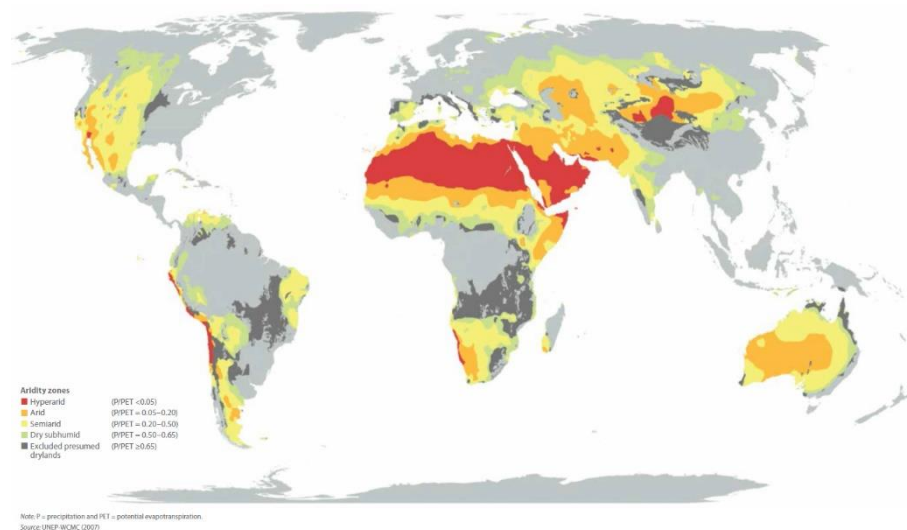 Aridity zones
Hyperarid (P/PET <0.05)
Arid (P/PET = 0.05–0.20)
Semiarid (P/PET = 0.20–0.50)
Dry subhumid (P/PET = 0.50–0.65)
Excluded presumed (P/PET ≥0.65)
drylands
Note: P = precipitation and PET = potential evapotranspiration.
Source: UNEP-WCMC (2007)